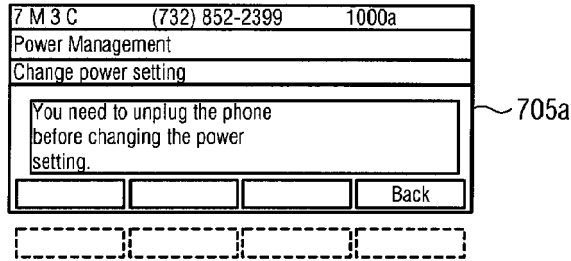 7 M 3 C (732) 852-2399 1000a
Power Management
Change power setting
You need to unplug the phone
before changing the power
setting.
705a
Back